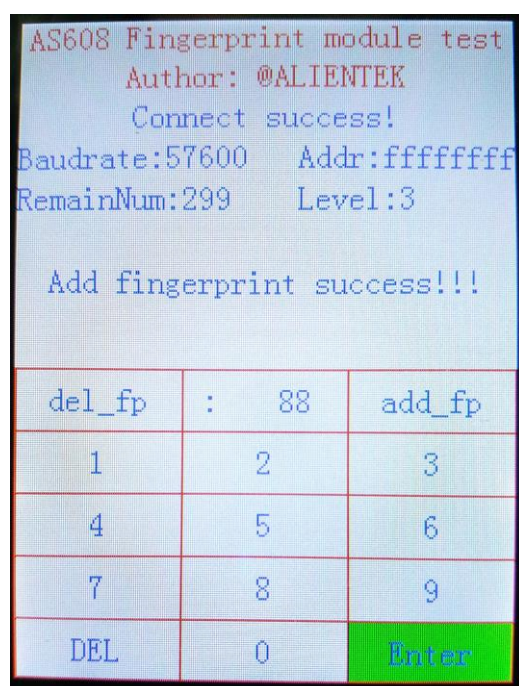 AS608 Fingerprint module test
Author: @ALIENTEK
Connect success!
Baudrate:57600 Addr:ffffffff
RemainNum:299 Level:3
Add fingerprint success!!!
del_fp : 88 add_fp
1 2 3
4 5 6
7 8 9
DEL 0 Enter